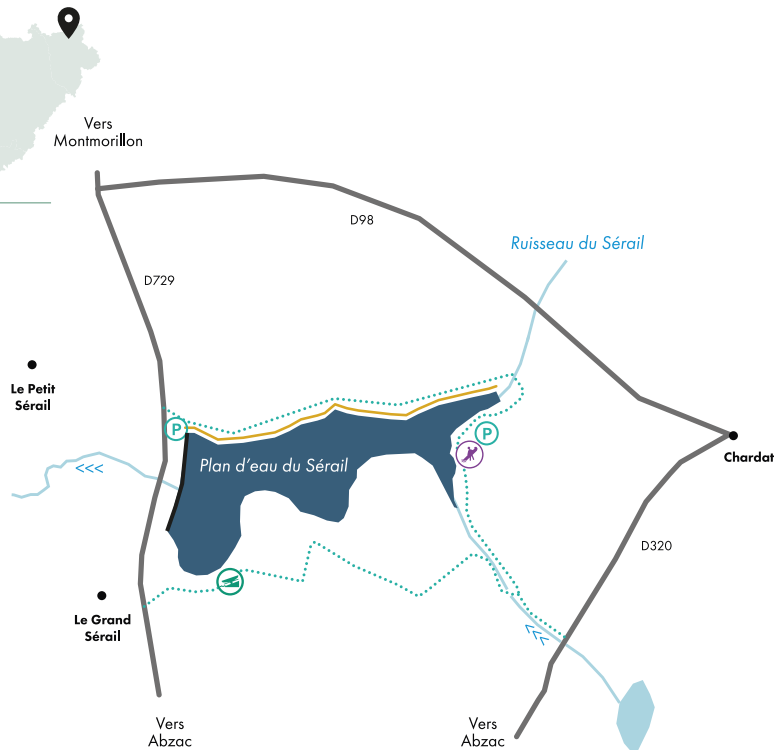 Vers
Montmorillon
D98
Ruisseau du Sérail
D729
Le Petit
Sérail
P
P
Plan d'eau du Sérail
Chardat
<<<
D320
Le Grand
Sérail
<<<
Vers
Abzac
Vers
Abzac